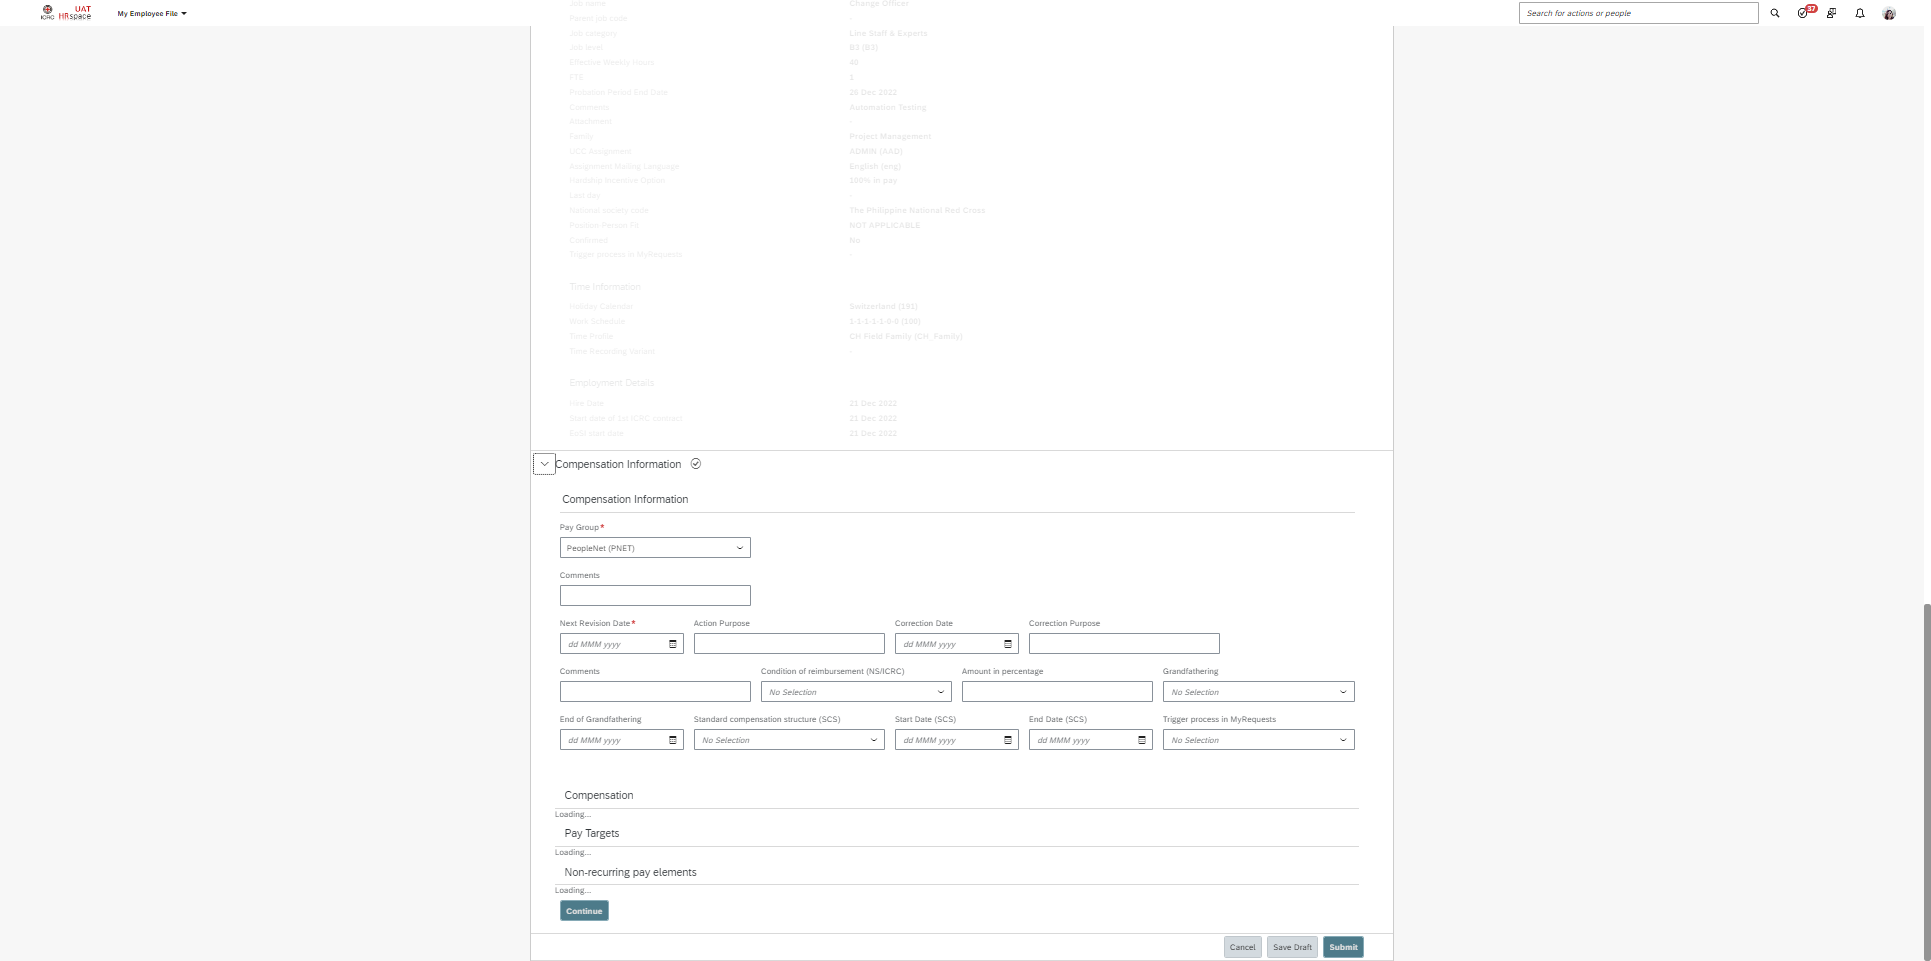 ICRC
UAT
HRspace
My Employee File
Search for actions or people
37
Job name Change Officer
Parent job code -
Job category Line Staff & Experts
Job level B3 (B3)
Effective Weekly Hours 40
FTE 1
Probation Period End Date 28 Dec 2022
Comments Automation Testing
Attachment -
Family Project Management
UCC Assignment ADMIN (AAD)
Assignment Mailing Language English (eng)
Hardship Incentive Option 100% in pay
Last day -
National society code The Philippine National Red Cross
Position Person Fit NOT APPLICABLE
Confirmed No
Trigger process in MyRequests -
Time Information
Holiday Calendar Switzerland (191)
Work Schedule 1-1-1-1-1-0-0 (100)
Time Profile CH Field Family (CH_Family)
Time Recording Variant -
Employment Details
Hire Date 21 Dec 2022
Start date of 1st ICRC contract 21 Dec 2022
start date 21 Dec 2022
Compensation Information
Compensation Information
Pay Group*
PeopleNet (PNET)
Comments
Next Revision Date* Action Purpose Correction Date Correction Purpose
dd MMM yyyy dd MMM yyyy
Comments Condition of reimbursement (NS/ICRC) Amount in percentage Grandfathering
No Selection No Selection
End of Grandfathering Standard compensation structure (SCS) Start Date (SCS) End Date (SCS) Trigger process in MyRequests
dd MMM yyyy No Selection dd MMM yyyy dd MMM yyyy No Selection
Compensation
Loading...
Pay Targets
Loading...
Non-recurring pay elements
Loading...
Continue
Cancel Save Draft Submit